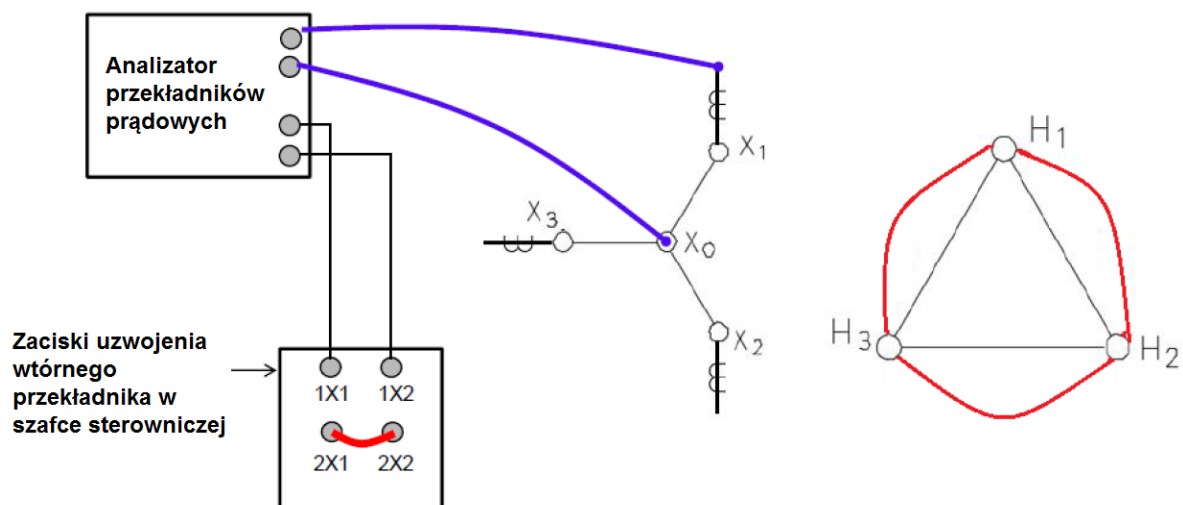 Analizator
przekładników
prądowych
X1
X3
X0
X2
H1
H3
H2
Zaciski uzwojenia
wtórnego
przekładnika w
szafce sterowniczej
1X1 1X2
2X1 2X2